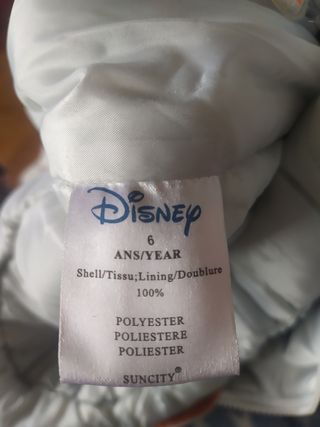 Disney
6
ANS/YEAR
Shell/Tissu;Lining/Doublure
100%
POLYESTER
POLIESTERE
POLIESTER
SUNCITY®